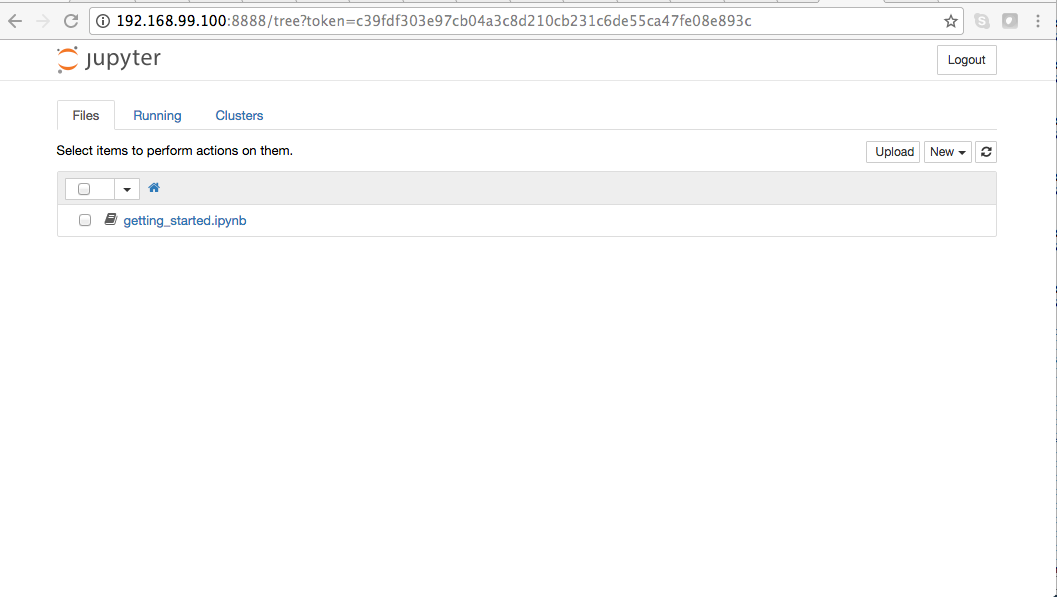 192.168.99.100:8888/tree?token=c39fdf303e97cb04a3c8d210cb231c6de55ca47fe08e893c
jupyter
Logout
Files Running Clusters
Select items to perform actions on them.
Upload New
getting_started.ipynb